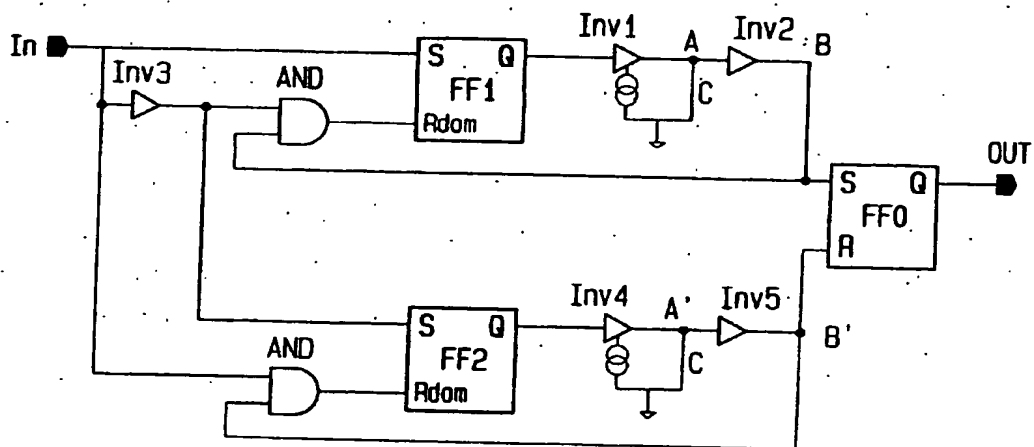 In
Inv3
AND
S Q
FF1
Rdom
Inv1
A
Inv2
B
C
OUT
S Q
FF0
R
AND
S Q
FF2
Rdom
Inv4
A'
Inv5
B'
C